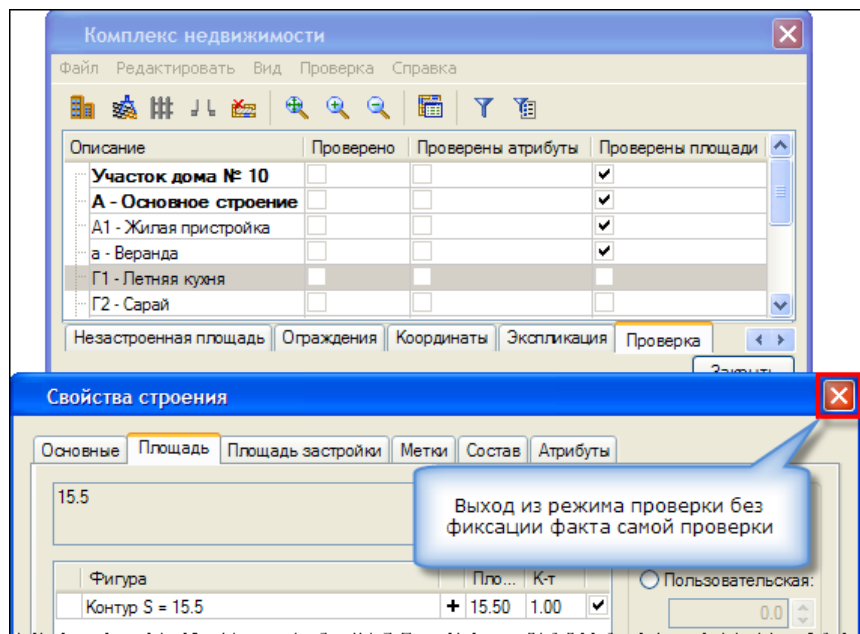 Комплекс недвижимости
Файл Редактировать Вид Проверка Справка
Описание Проверено Проверены атрибуты Проверены площади
Участок дома № 10
А - Основное строение
А1 - Жилая пристройка
а - Веранда
Г1 - Летняя кухня
Г2 - Сарай
Незастроенная площадь Ограждения Координаты Экспликация Проверка
Закрыть
Свойства строения
Основные Площадь Площадь застройки Метки Состав Атрибуты
15.5
Выход из режима проверки без
фиксации факта самой проверки
Фигура Пло... К-т
Пользовательская:
Контур S = 15.5 + 15.50 1.00
0.0